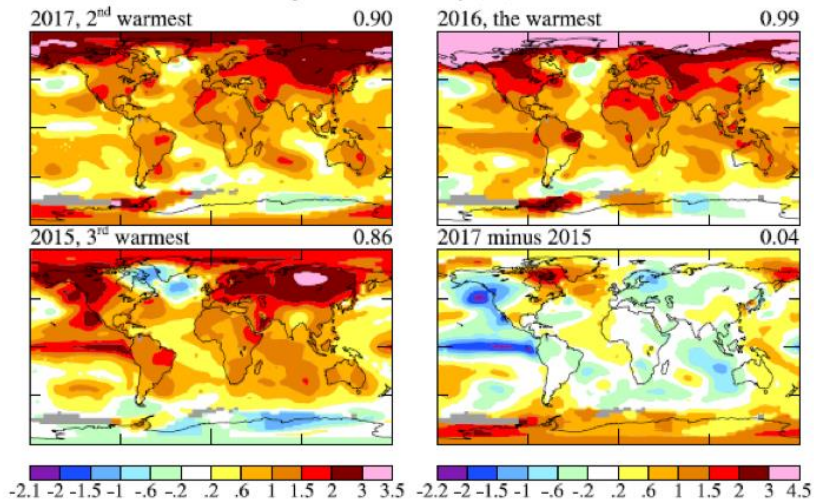 2017, 2nd warmest 0.90
2016, the warmest 0.99
2015, 3rd warmest 0.86
2017 minus 2015 0.04
-2.1 -2 -1.5 -1 -.6 -.2 .2 .6 1 1.5 2 3 3.5
-2.2 -2 -1.5 -1 -.6 -.2 .2 .6 1 1.5 2 3 4.5